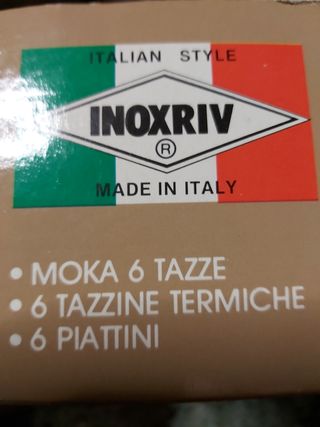 ITALIAN STYLE
INOXRIV
®
MADE IN ITALY
• MOKA 6 TAZZE
• 6 TAZZINE TERMICHE
• 6 PIATTINI